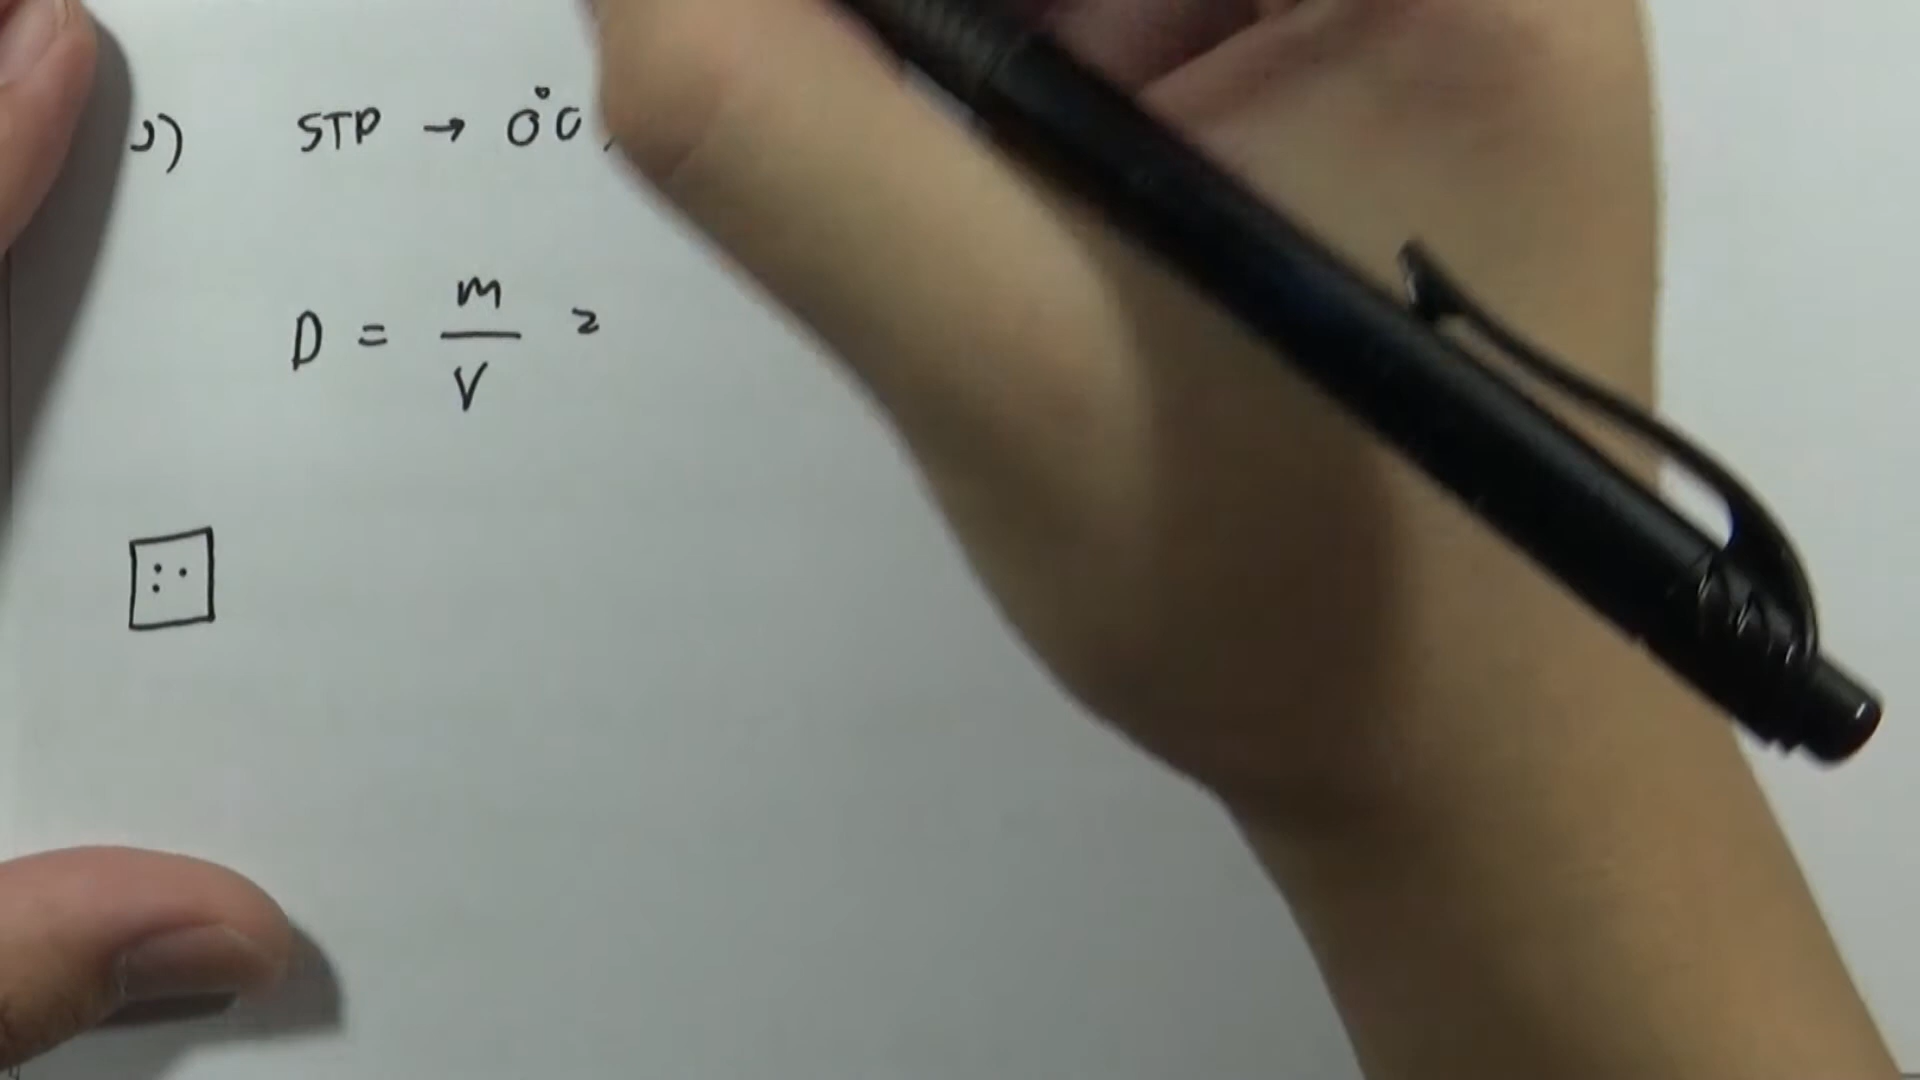 STP → 0°C,
D = m/V =